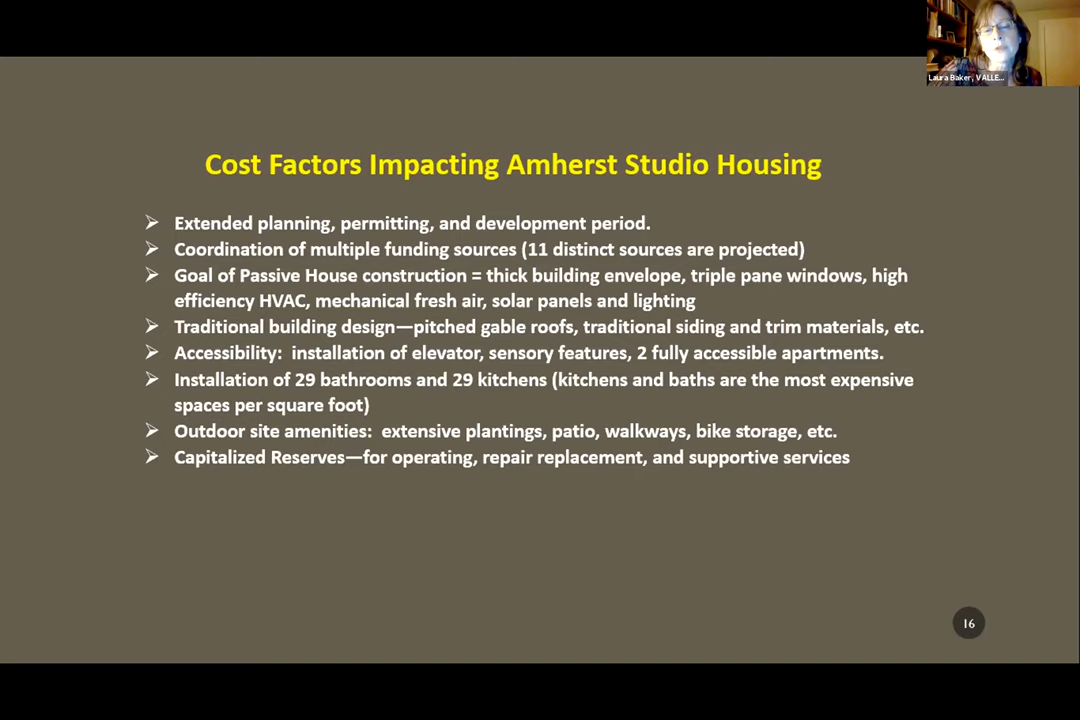 Laura Baker, VALLE...
Cost Factors Impacting Amherst Studio Housing
Extended planning, permitting, and development period.
Coordination of multiple funding sources (11 distinct sources are projected)
Goal of Passive House construction = thick building envelope, triple pane windows, high
efficiency HVAC, mechanical fresh air, solar panels and lighting
Traditional building design—pitched gable roofs, traditional siding and trim materials, etc.
Accessibility: installation of elevator, sensory features, 2 fully accessible apartments.
Installation of 29 bathrooms and 29 kitchens (kitchens and baths are the most expensive
spaces per square foot)
Outdoor site amenities: extensive plantings, patio, walkways, bike storage, etc.
Capitalized Reserves—for operating, repair replacement, and supportive services
16